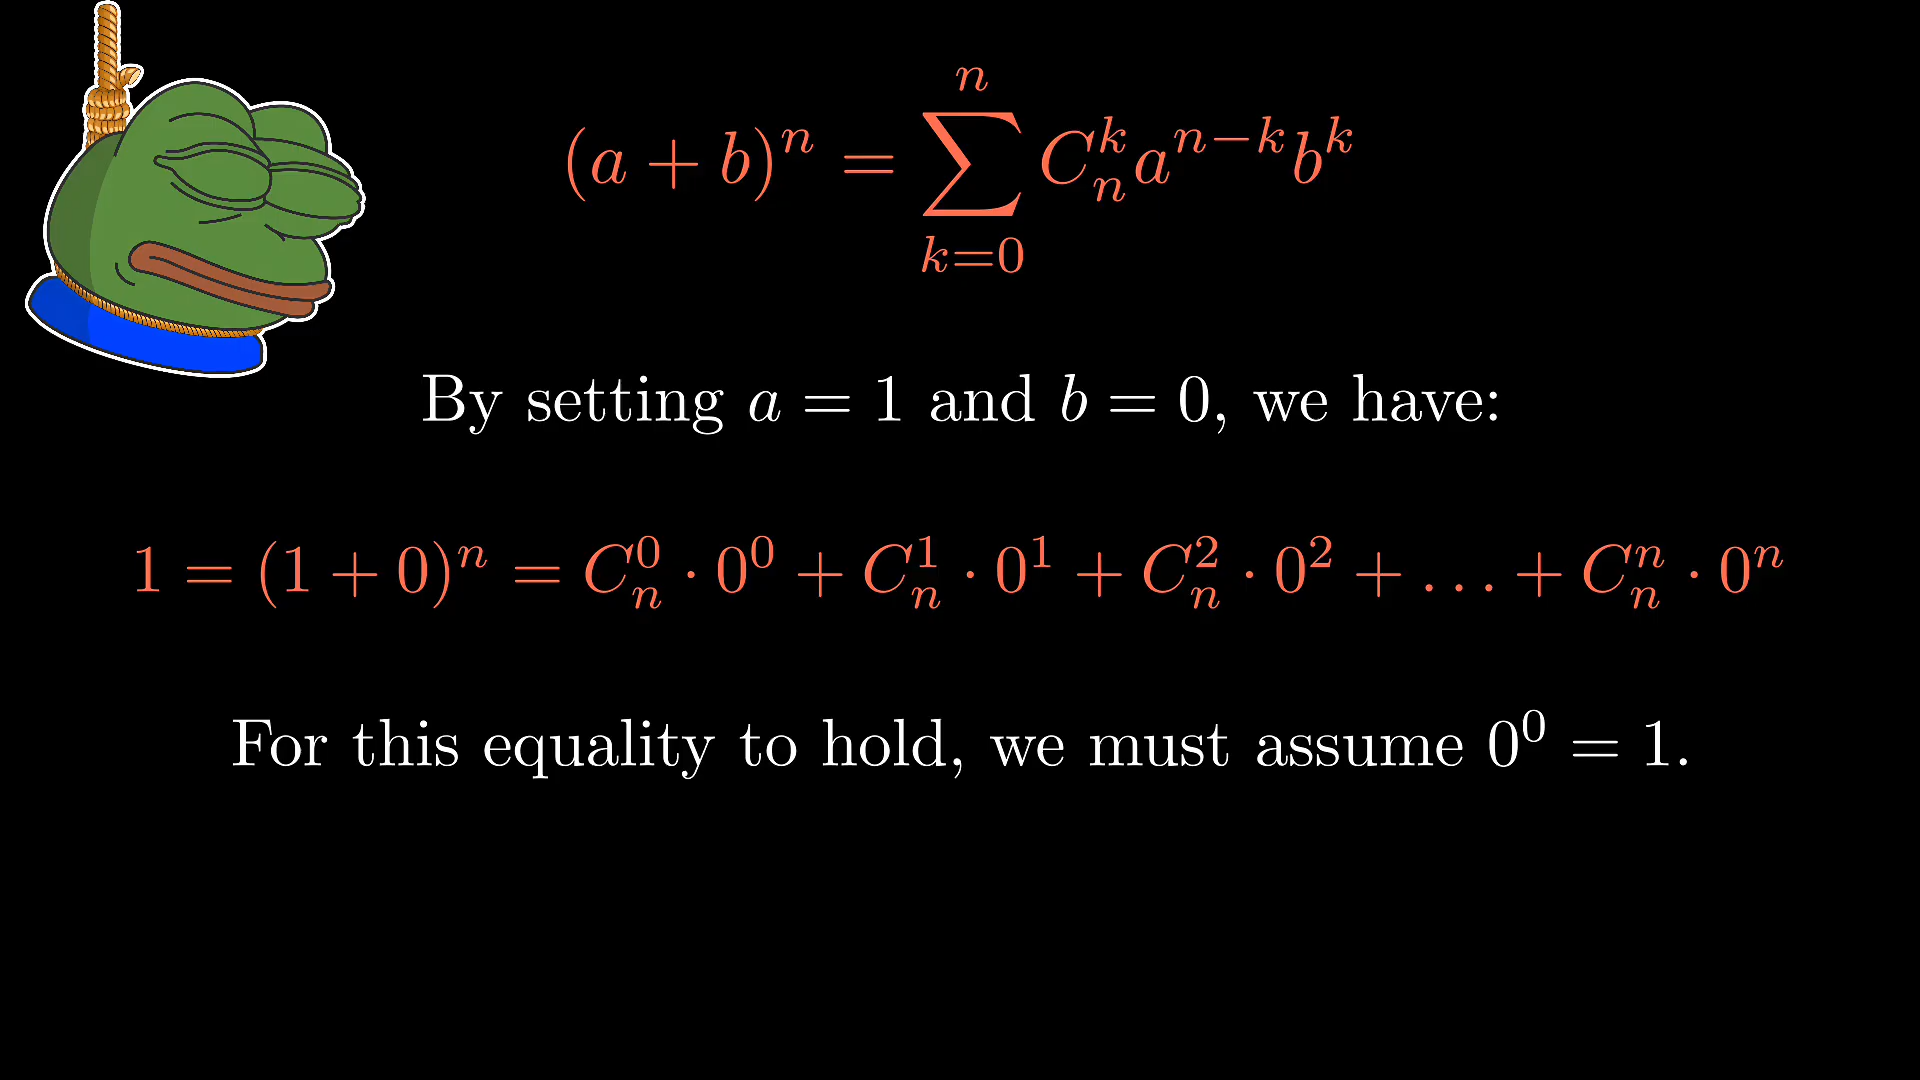 (a + b)^n = \sum_{k=0}^{n} C_n^k a^{n-k} b^k
By setting a = 1 and b = 0, we have:
1 = (1 + 0)^n = C_n^0 · 0^0 + C_n^1 · 0^1 + C_n^2 · 0^2 + . . . + C_n^n · 0^n
For this equality to hold, we must assume 0^0 = 1.